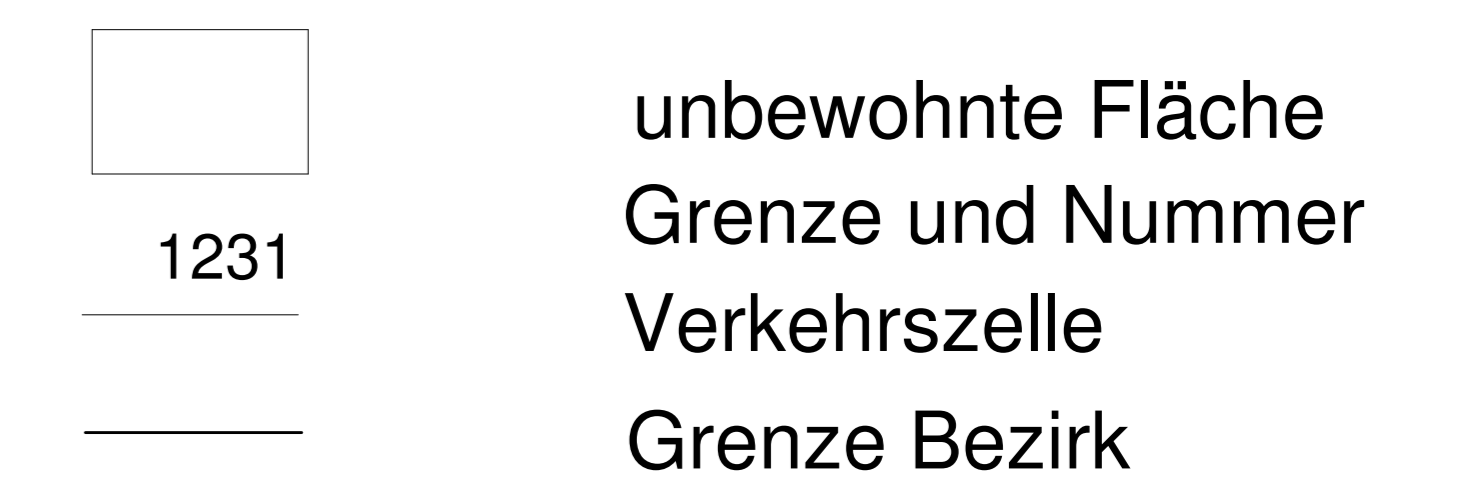 unbewohnte Fläche
Grenze und Nummer
1231
Verkehrszelle
Grenze Bezirk